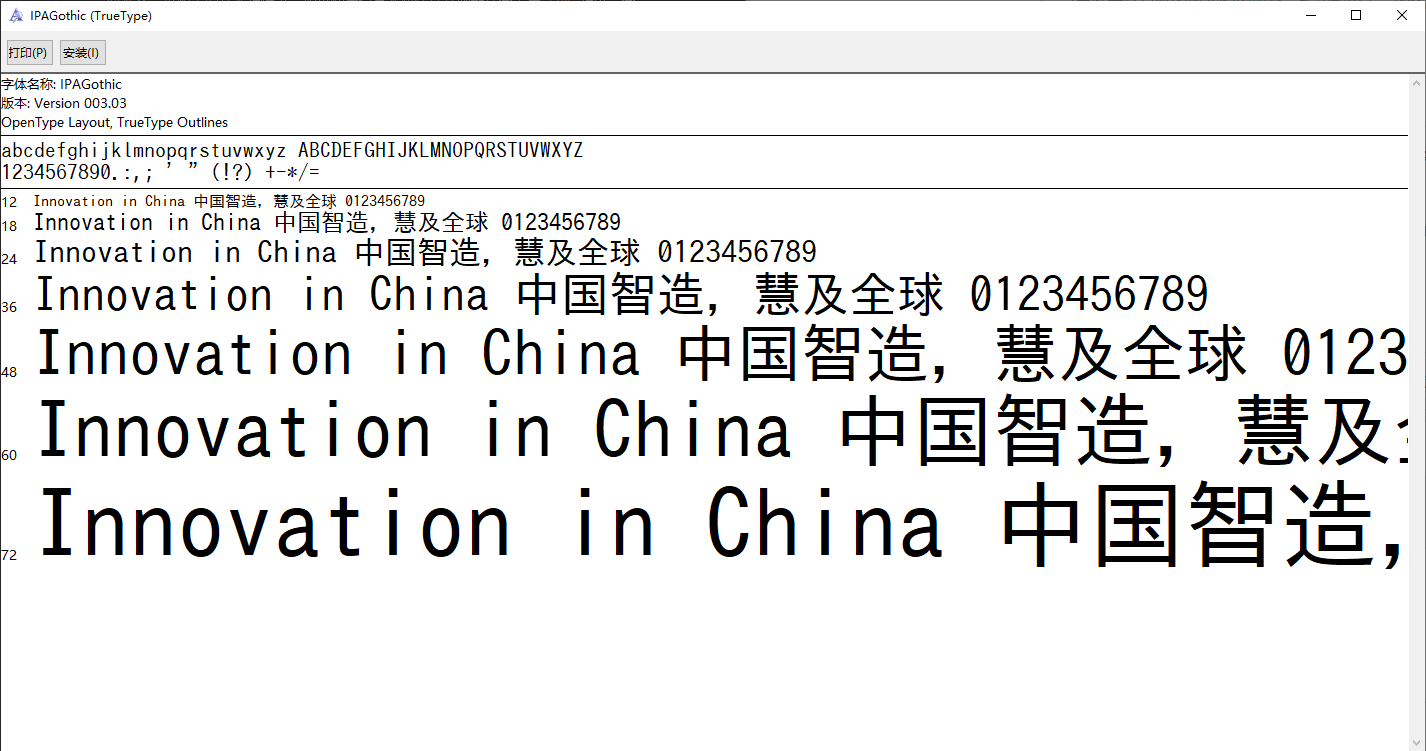 IPAGothic (TrueType)
打印(P) 安装(I)
字体名称: IPAGothic
版本: Version 003.03
OpenType Layout, TrueType Outlines
abcdefghijklmnopqrstuvwxyz ABCDEFGHIJKLMNOPQRSTUVWXYZ
1234567890.:,; ’ ” (!?) +-*/=
12 Innovation in China 中国智造，慧及全球 0123456789
18 Innovation in China 中国智造，慧及全球 0123456789
24 Innovation in China 中国智造，慧及全球 0123456789
36 Innovation in China 中国智造，慧及全球 0123456789
48 Innovation in China 中国智造，慧及全球 0123
60 Innovation in China 中国智造，慧及
72 Innovation in China 中国智造，